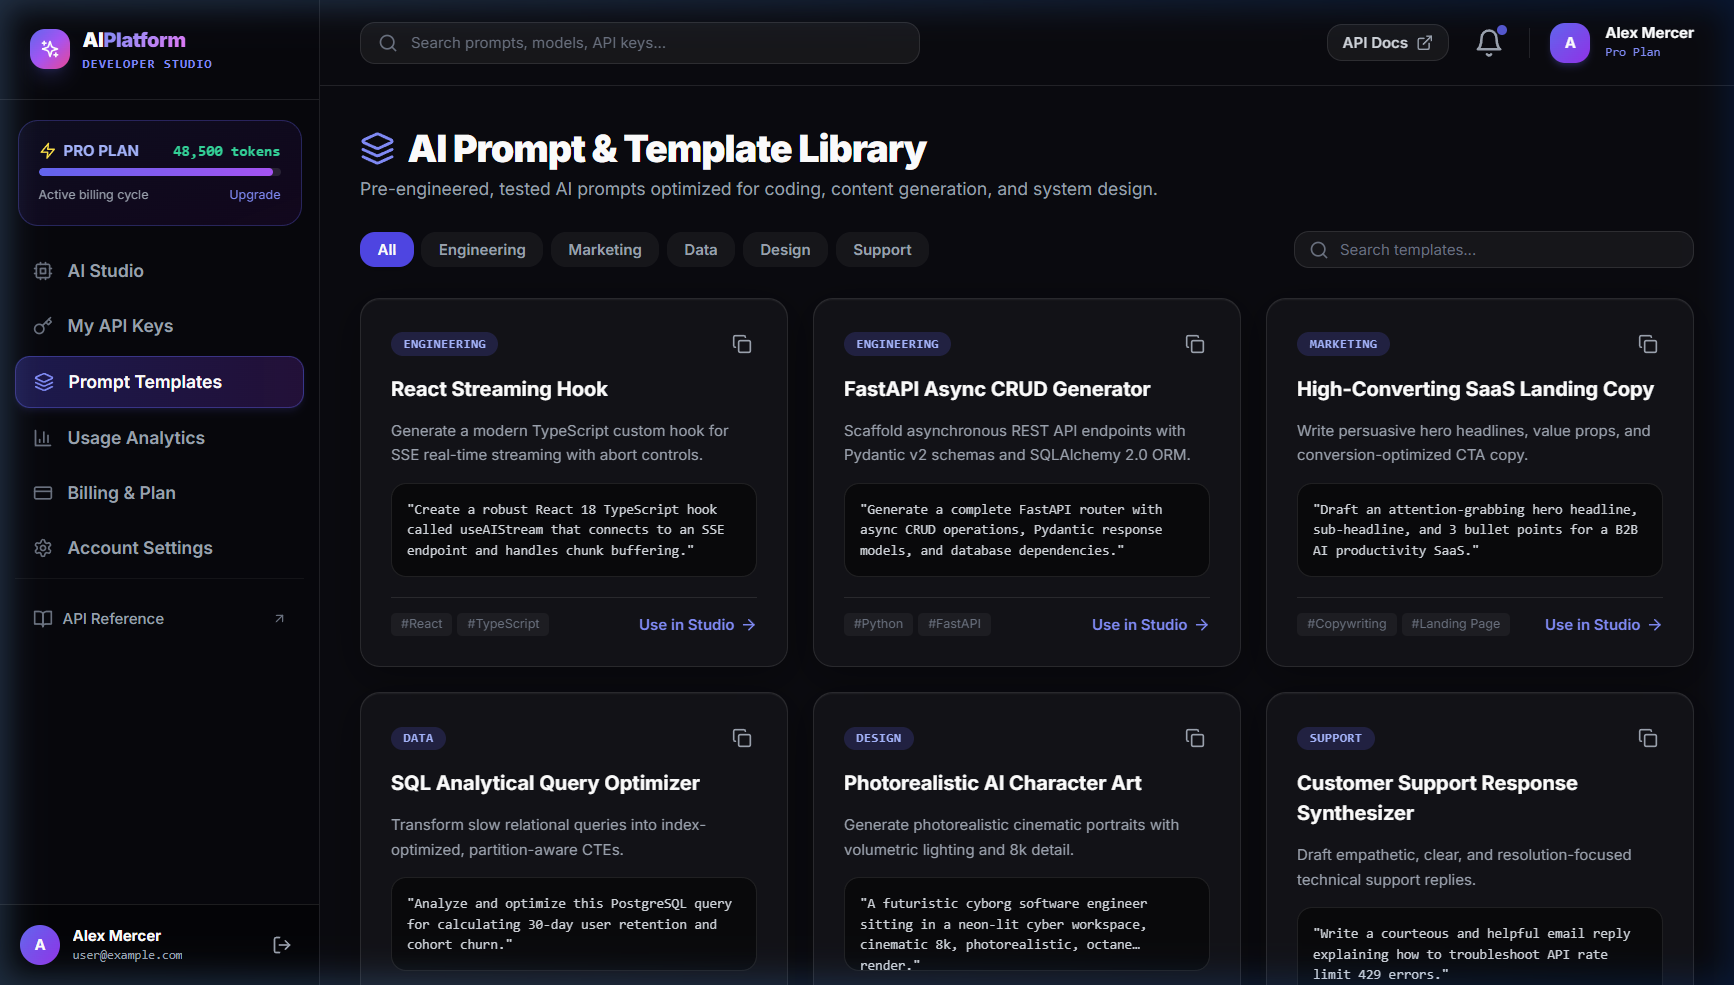 AIPlatform
DEVELOPER STUDIO
Search prompts, models, API keys...
API Docs
A
Alex Mercer
Pro Plan
PRO PLAN
48,500 tokens
Active billing cycle
Upgrade
AI Studio
My API Keys
Prompt Templates
Usage Analytics
Billing & Plan
Account Settings
API Reference
A
Alex Mercer
user@example.com
AI Prompt & Template Library
Pre-engineered, tested AI prompts optimized for coding, content generation, and system design.
All
Engineering
Marketing
Data
Design
Support
Search templates...
ENGINEERING
React Streaming Hook
Generate a modern TypeScript custom hook for
SSE real-time streaming with abort controls.
"Create a robust React 18 TypeScript hook
called useAIStream that connects to an SSE
endpoint and handles chunk buffering."
#React
#TypeScript
Use in Studio
ENGINEERING
FastAPI Async CRUD Generator
Scaffold asynchronous REST API endpoints with
Pydantic v2 schemas and SQLAlchemy 2.0 ORM.
"Generate a complete FastAPI router with
async CRUD operations, Pydantic response
models, and database dependencies."
#Python
#FastAPI
Use in Studio
MARKETING
High-Converting SaaS Landing Copy
Write persuasive hero headlines, value props, and
conversion-optimized CTA copy.
"Draft an attention-grabbing hero headline,
sub-headline, and 3 bullet points for a B2B
AI productivity SaaS."
#Copywriting
#Landing Page
Use in Studio
DATA
SQL Analytical Query Optimizer
Transform slow relational queries into index-
optimized, partition-aware CTEs.
"Analyze and optimize this PostgreSQL query
for calculating 30-day user retention and
cohort churn."
DESIGN
Photorealistic AI Character Art
Generate photorealistic cinematic portraits with
volumetric lighting and 8k detail.
"A futuristic cyborg software engineer
sitting in a neon-lit cyber workspace,
cinematic 8k, photorealistic, octane…
render."
SUPPORT
Customer Support Response
Synthesizer
Draft empathetic, clear, and resolution-focused
technical support replies.
"Write a courteous and helpful email reply
explaining how to troubleshoot API rate
limit 429 errors."